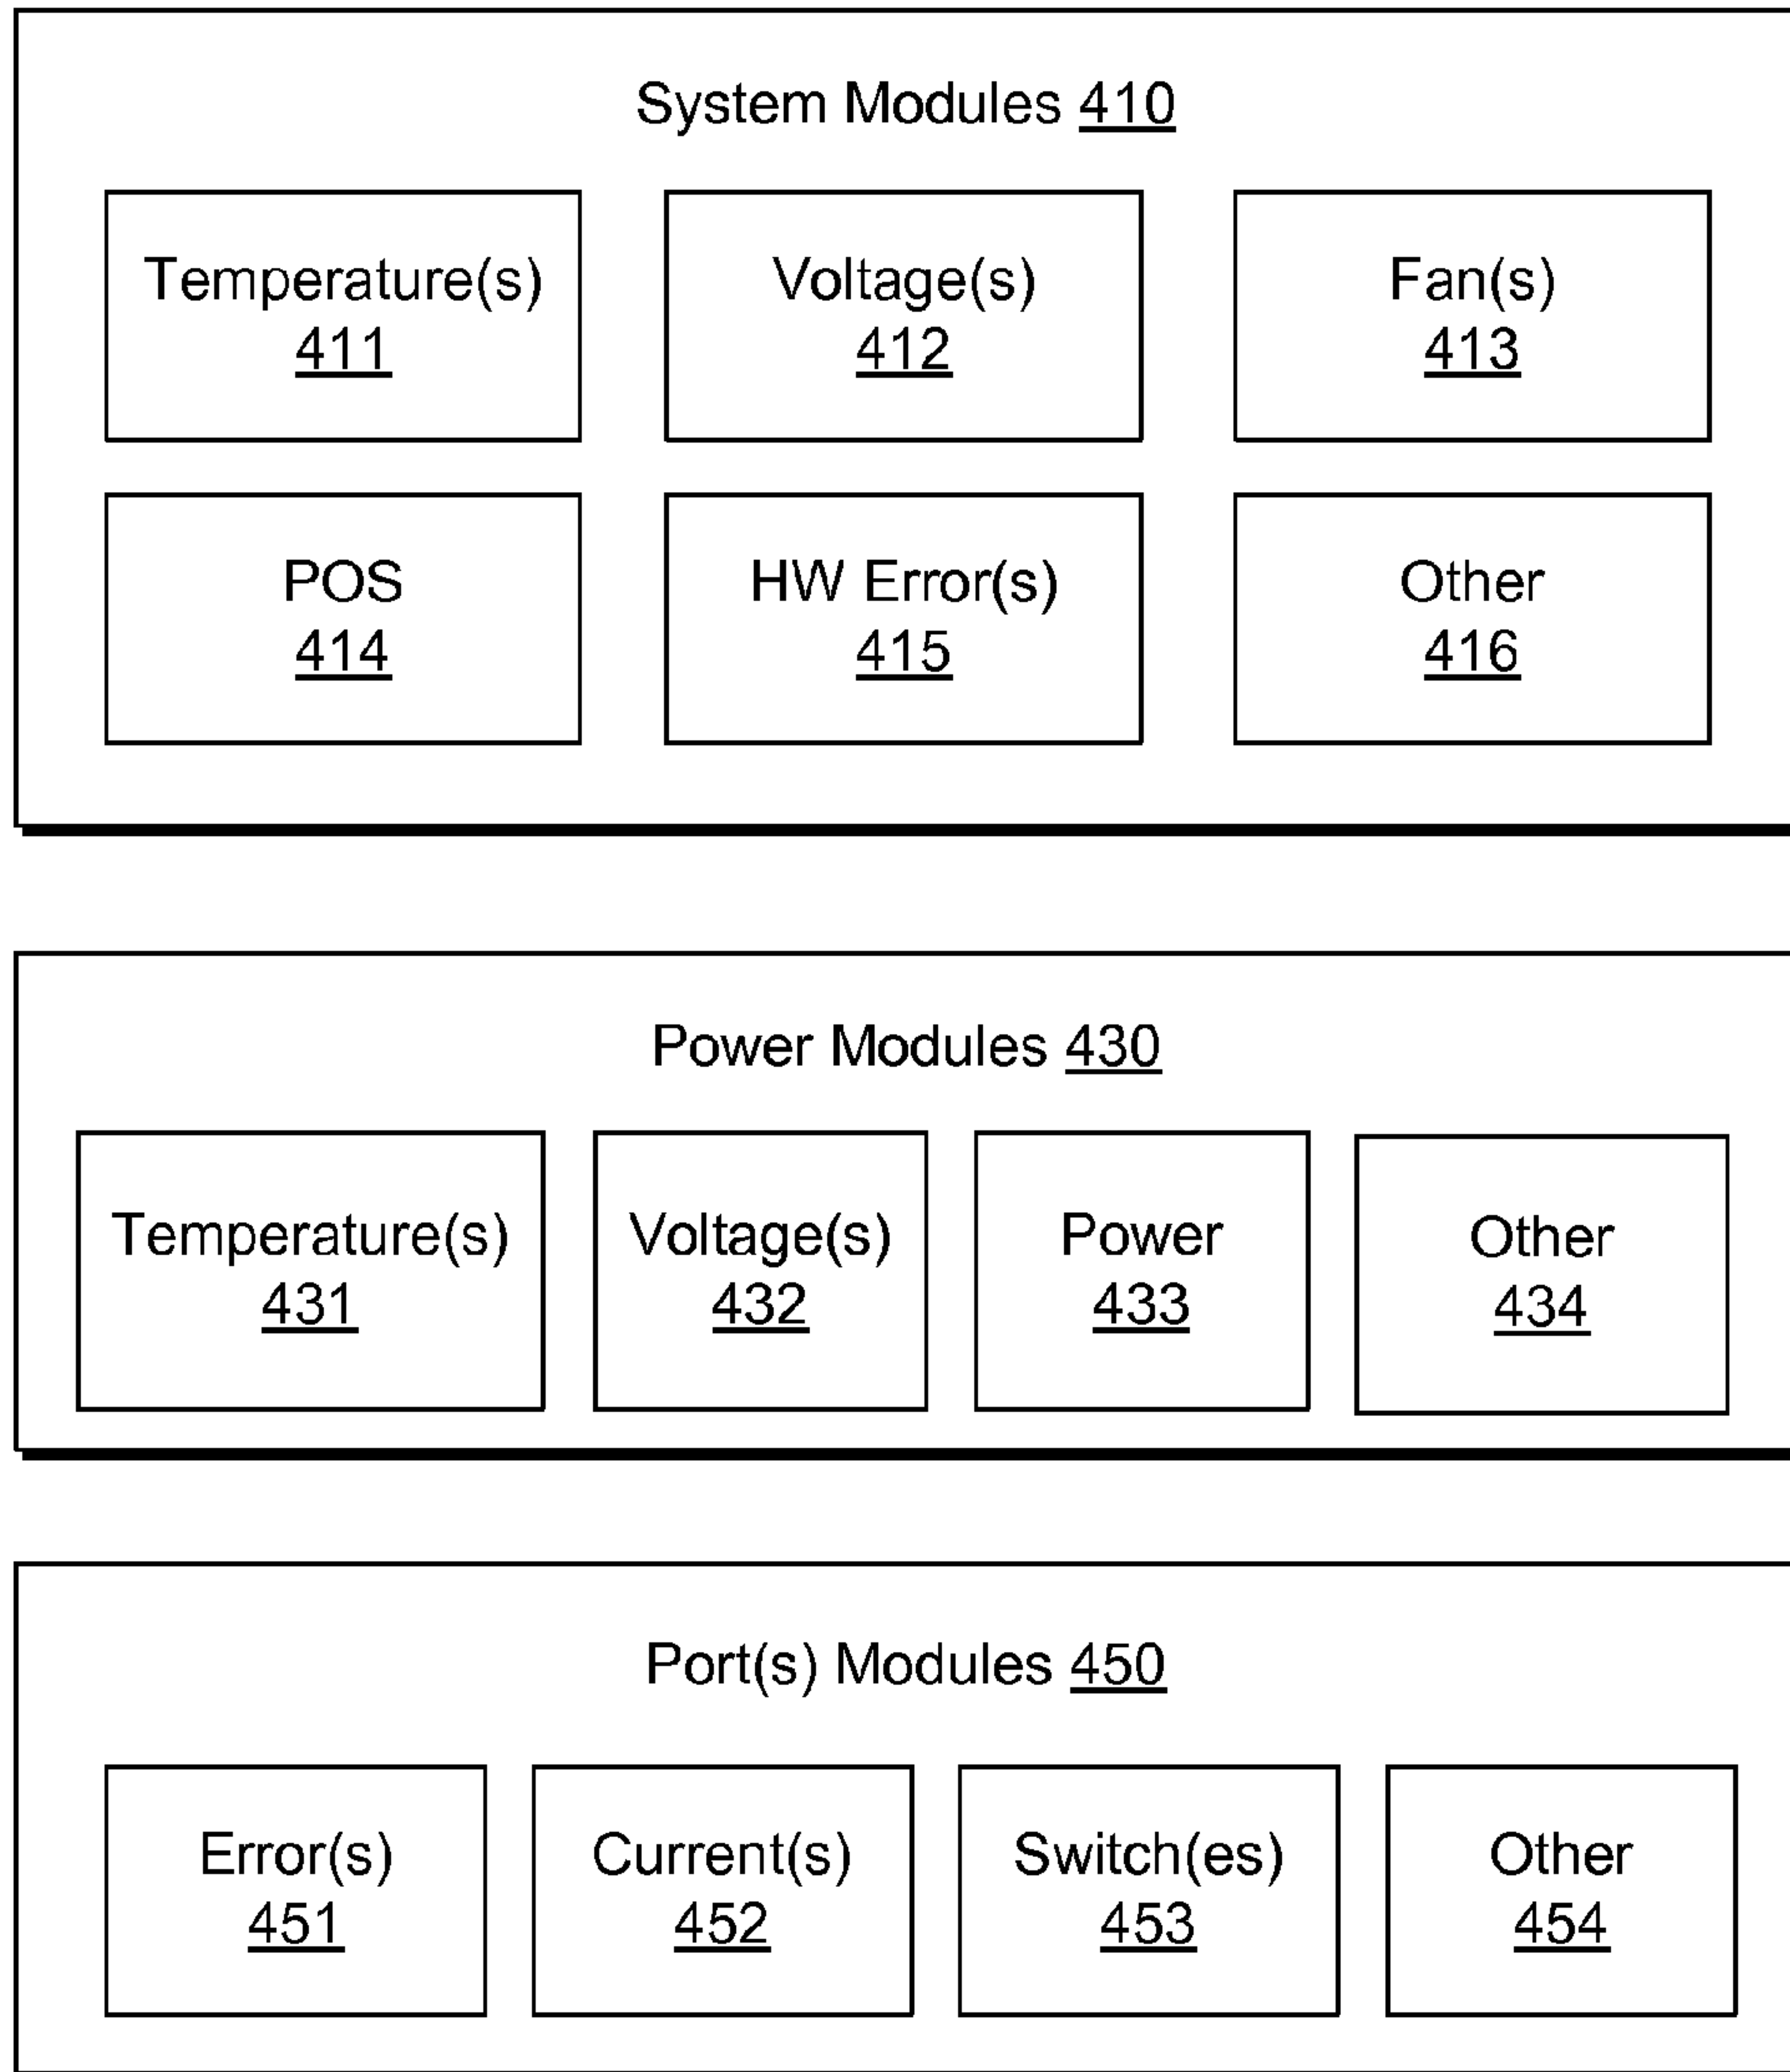 System Modules 410
Temperature(s)
411
Voltage(s)
412
Fan(s)
413
POS
414
HW Error(s)
415
Other
416
Power Modules 430
Temperature(s)
431
Voltage(s)
432
Power
433
Other
434
Port(s) Modules 450
Error(s)
451
Current(s)
452
Switch(es)
453
Other
454